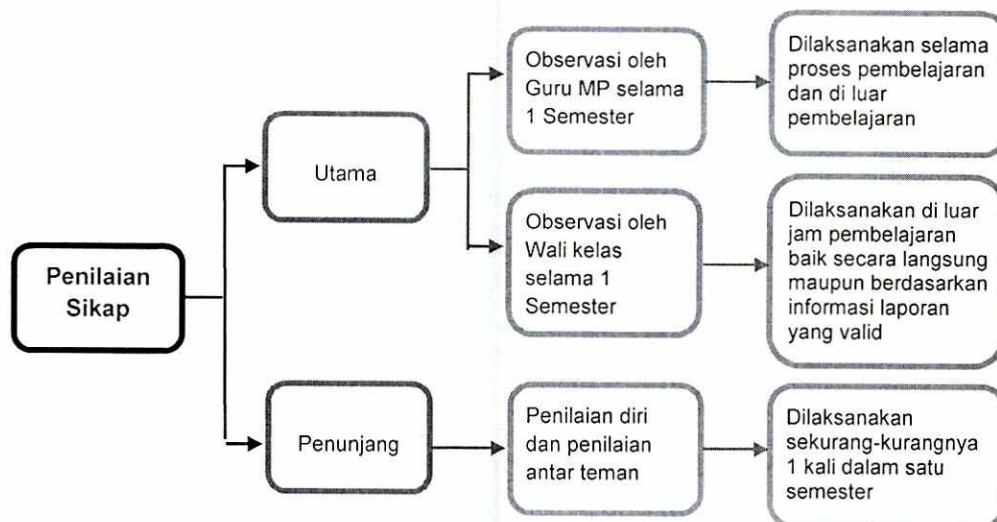 Penilaian
Sikap
Utama
Observasi oleh
Guru MP selama
1 Semester
Dilaksanakan selama
proses pembelajaran
dan di luar
pembelajaran
Observasi oleh
Wali kelas
selama 1
Semester
Dilaksanakan di luar
jam pembelajaran
baik secara langsung
maupun berdasarkan
informasi laporan
yang valid
Penunjang
Penilaian diri
dan penilaian
antar teman
Dilaksanakan
sekurang-kurangnya
1 kali dalam satu
semester